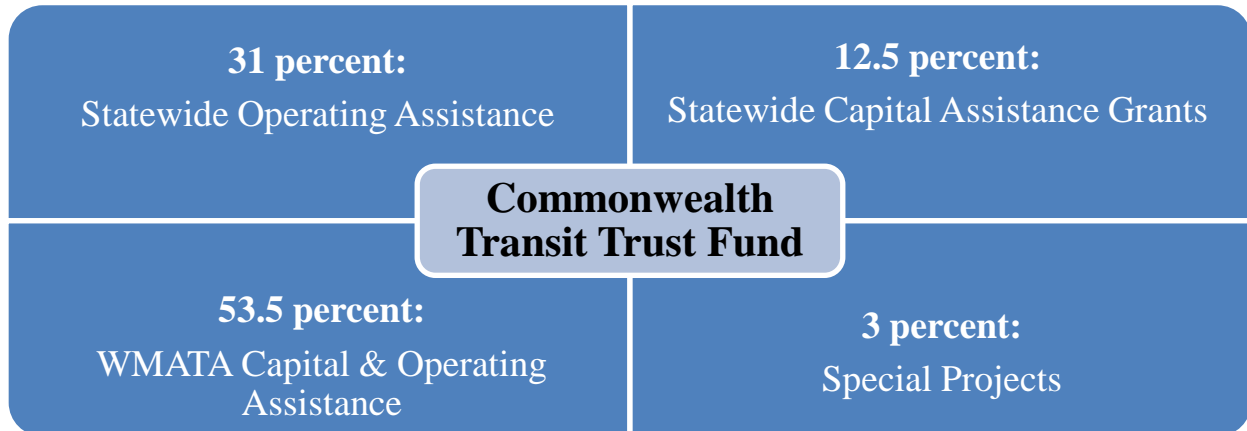 31 percent:
Statewide Operating Assistance
12.5 percent:
Statewide Capital Assistance Grants
Commonwealth
Transit Trust Fund
53.5 percent:
WMATA Capital & Operating
Assistance
3 percent:
Special Projects